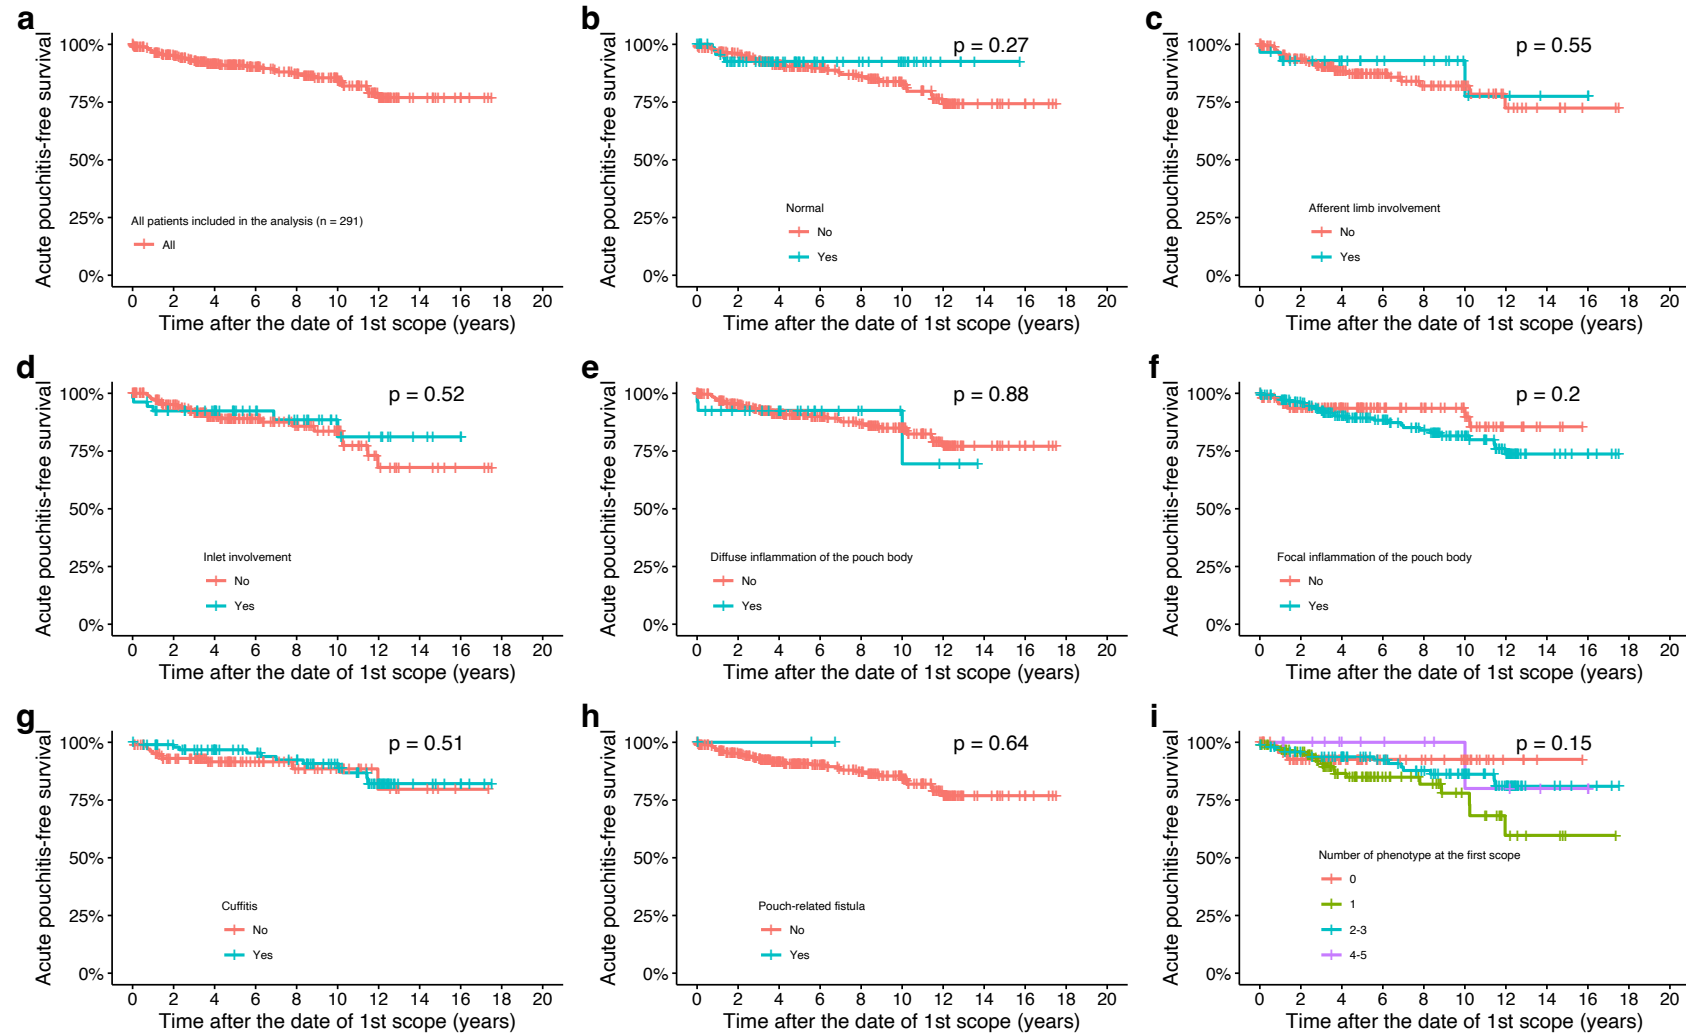 a
Acute pouchitis-free survival
100%
75%
50%
25%
0%
All patients included in the analysis (n = 291)
All
0 2 4 6 8 10 12 14 16 18 20
Time after the date of 1st scope (years)
b
Acute pouchitis-free survival
100%
75%
50%
25%
0%
p = 0.27
Normal
No
Yes
0 2 4 6 8 10 12 14 16 18 20
Time after the date of 1st scope (years)
c
Acute pouchitis-free survival
100%
75%
50%
25%
0%
p = 0.55
Afferent limb involvement
No
Yes
0 2 4 6 8 10 12 14 16 18 20
Time after the date of 1st scope (years)
d
Acute pouchitis-free survival
100%
75%
50%
25%
0%
p = 0.52
Inlet involvement
No
Yes
0 2 4 6 8 10 12 14 16 18 20
Time after the date of 1st scope (years)
e
Acute pouchitis-free survival
100%
75%
50%
25%
0%
p = 0.88
Diffuse inflammation of the pouch body
No
Yes
0 2 4 6 8 10 12 14 16 18 20
Time after the date of 1st scope (years)
f
Acute pouchitis-free survival
100%
75%
50%
25%
0%
p = 0.2
Focal inflammation of the pouch body
No
Yes
0 2 4 6 8 10 12 14 16 18 20
Time after the date of 1st scope (years)
g
Acute pouchitis-free survival
100%
75%
50%
25%
0%
p = 0.51
Cuffitis
No
Yes
0 2 4 6 8 10 12 14 16 18 20
Time after the date of 1st scope (years)
h
Acute pouchitis-free survival
100%
75%
50%
25%
0%
p = 0.64
Pouch-related fistula
No
Yes
0 2 4 6 8 10 12 14 16 18 20
Time after the date of 1st scope (years)
i
Acute pouchitis-free survival
100%
75%
50%
25%
0%
p = 0.15
Number of phenotype at the first scope
0
1
2-3
4-5
0 2 4 6 8 10 12 14 16 18 20
Time after the date of 1st scope (years)